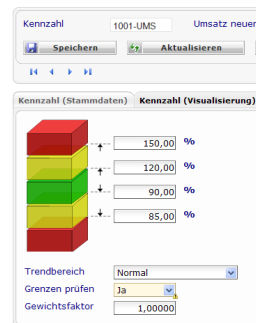 Kennzahl 1001-UMS Umsatz neuer
Speichern Aktualisieren
Kennzahl (Stammdaten) Kennzahl (Visualisierung)
150,00 %
120,00 %
90,00 %
85,00 %
Trendbereich Normal
Grenzen prüfen Ja
Gewichtsfaktor 1,00000